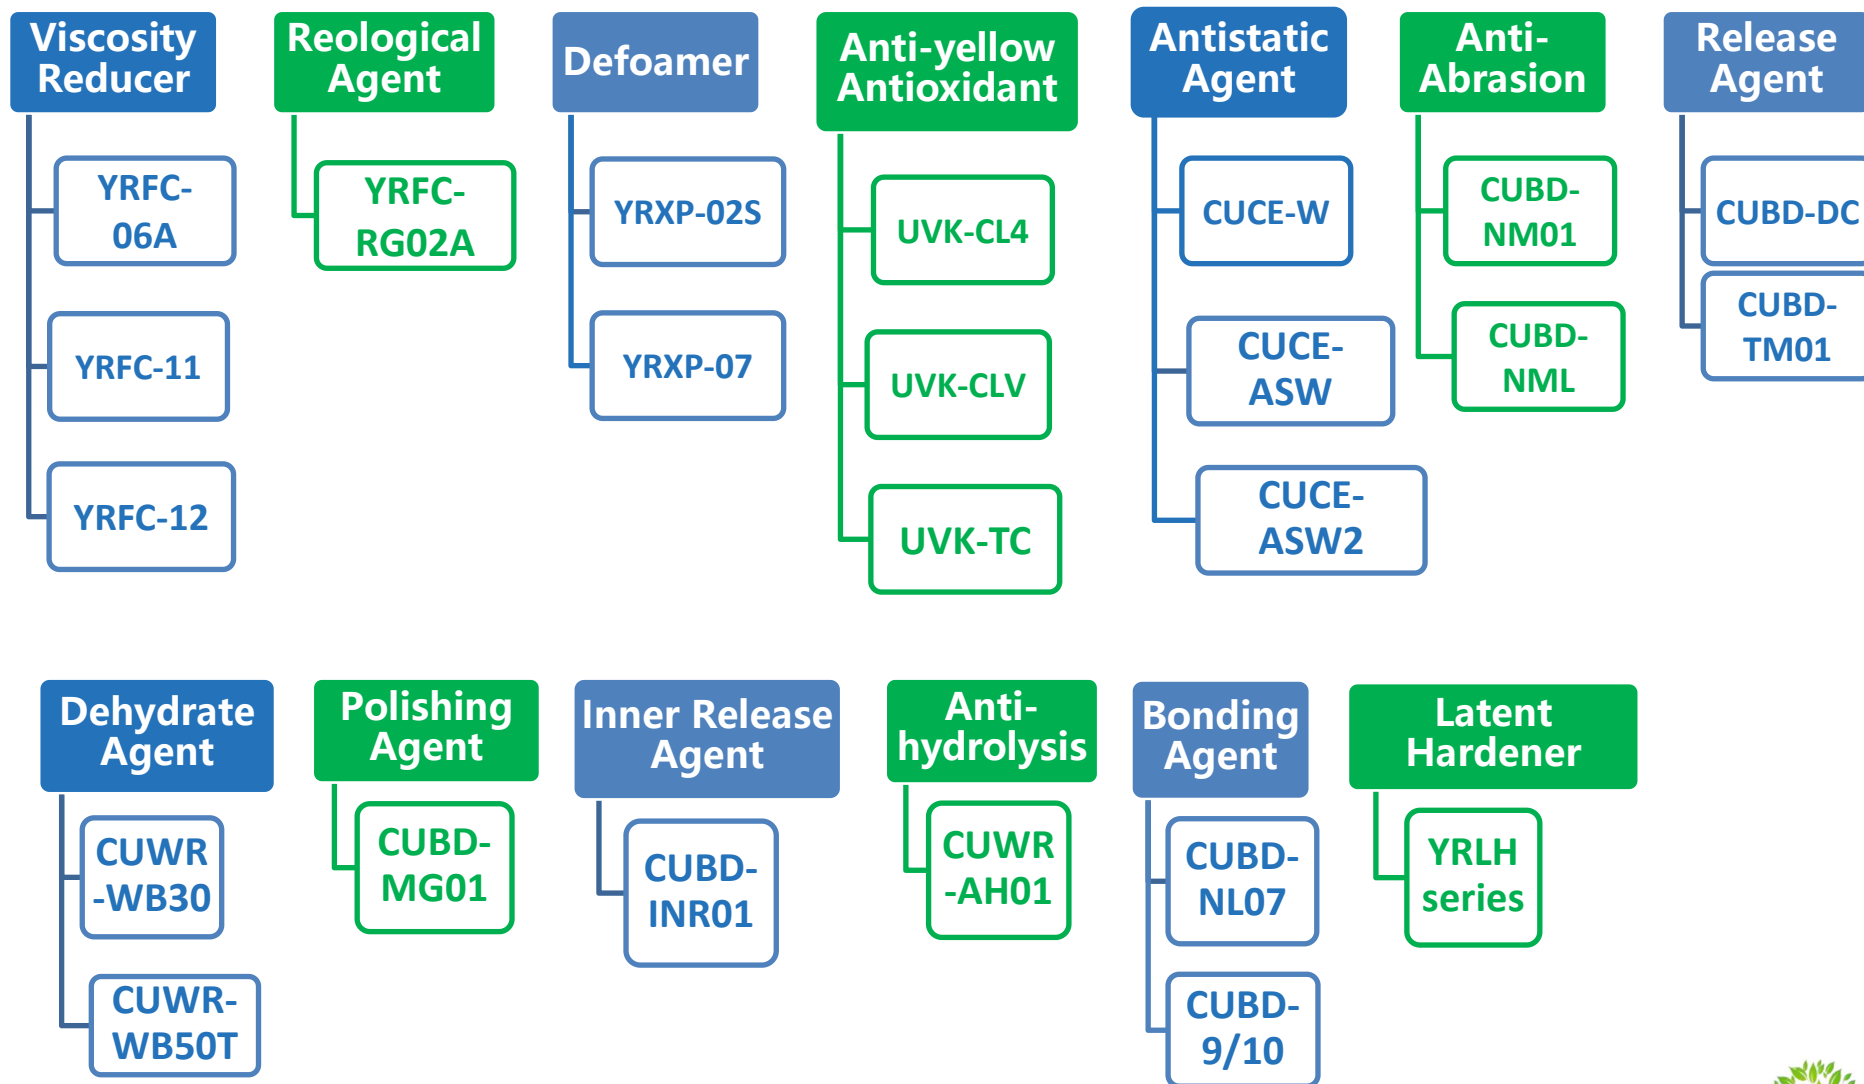 Viscosity
Reducer
YRFC-
06A
YRFC-11
YRFC-12
Reological
Agent
YRFC-
RG02A
Defoamer
YRXP-02S
YRXP-07
Anti-yellow
Antioxidant
UVK-CL4
UVK-CLV
UVK-TC
Antistatic
Agent
CUCE-W
CUCE-
ASW
CUCE-
ASW2
Anti-
Abrasion
CUBD-
NM01
CUBD-
NML
Release
Agent
CUBD-DC
CUBD-
TM01
Dehydrate
Agent
CUWR
-WB30
CUWR-
WB50T
Polishing
Agent
CUBD-
MG01
Inner Release
Agent
CUBD-
INR01
Anti-
hydrolysis
CUWR
-AH01
Bonding
Agent
CUBD-
NL07
CUBD-
9/10
Latent
Hardener
YRLH
series